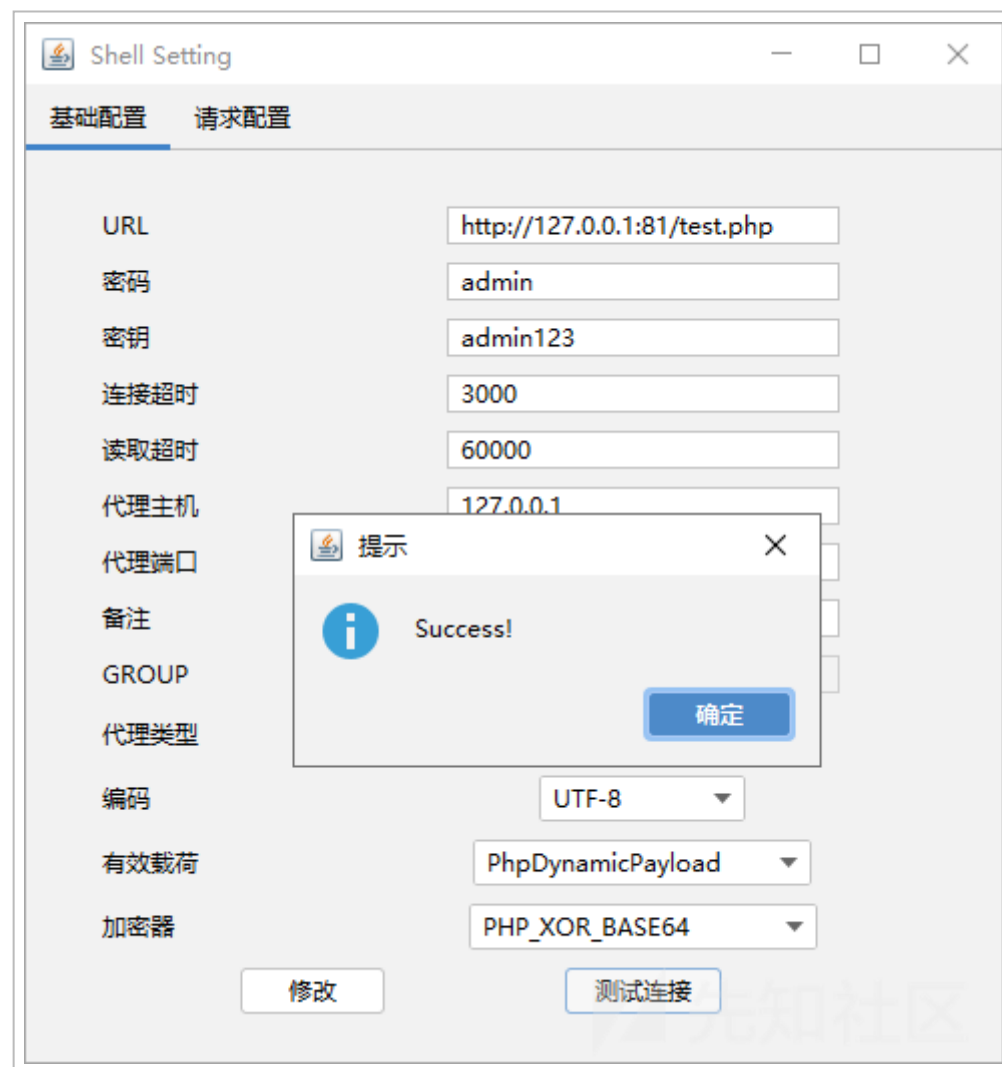 Shell Setting
基础配置 请求配置
URL http://127.0.0.1:81/test.php
密码 admin
密钥 admin123
连接超时 3000
读取超时 60000
代理主机 127.0.0.1
提示
代理端口
备注
Success!
GROUP
确定
代理类型
编码 UTF-8
有效载荷 PhpDynamicPayload
加密器 PHP_XOR_BASE64
修改 测试连接
先知社区